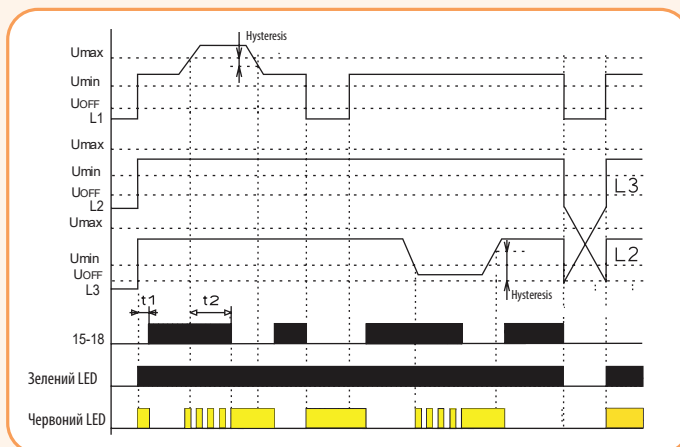 Hysteresis
Umax
Umin
UOFF
L1
Umax
Umin
UOFF
L2
L3
Umax
L2
Umin
UOFF
L3
Hysteresis
t1 t2
15-18
Зелений LED
Червоний LED